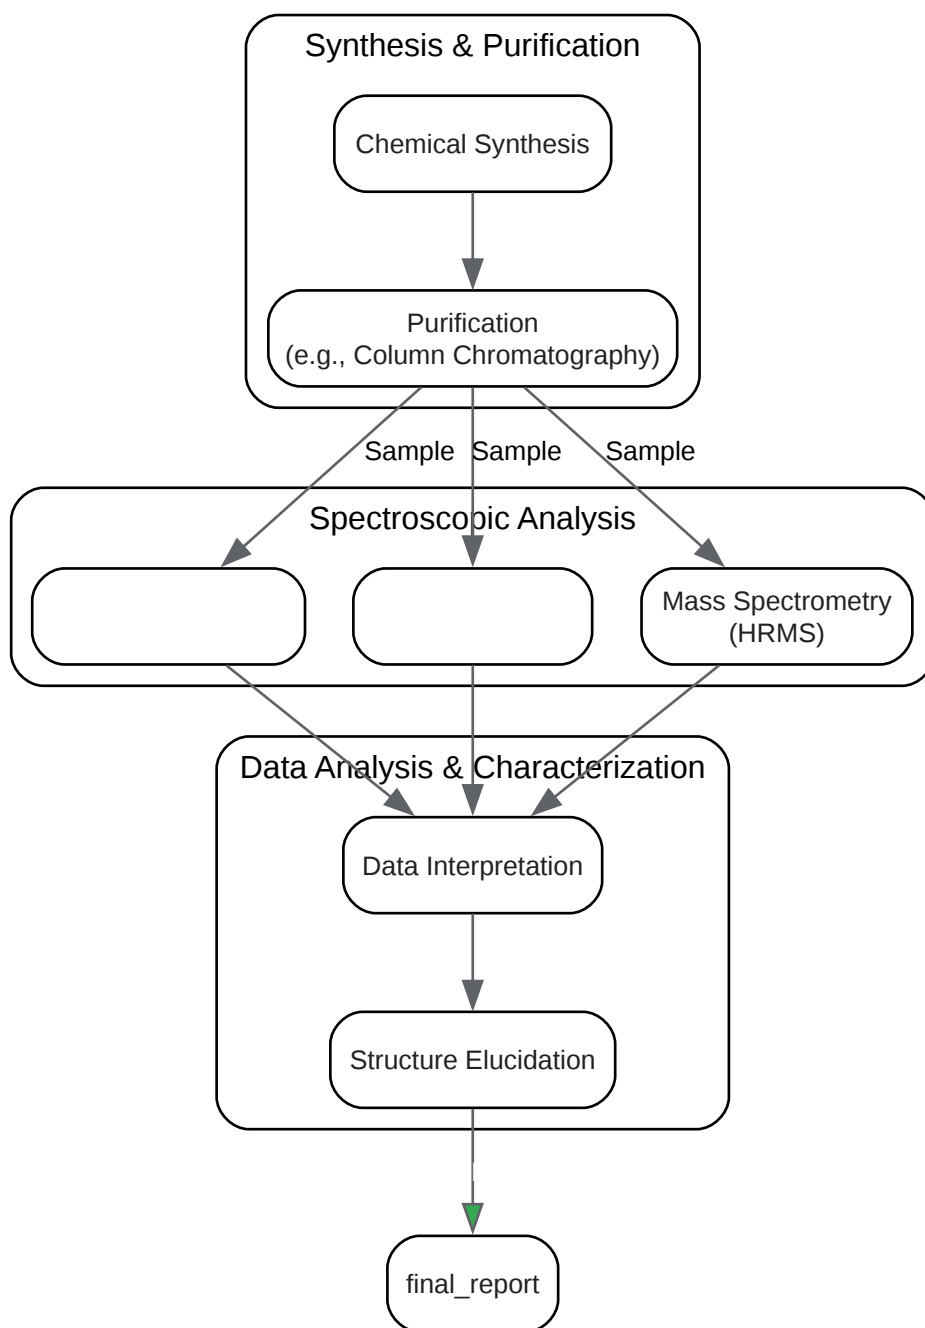 Synthesis & Purification
Chemical Synthesis
Purification
(e.g., Column Chromatography)
Sample
Sample
Sample
Spectroscopic Analysis
Mass Spectrometry
(HRMS)
Data Analysis & Characterization
Data Interpretation
Structure Elucidation
final_report